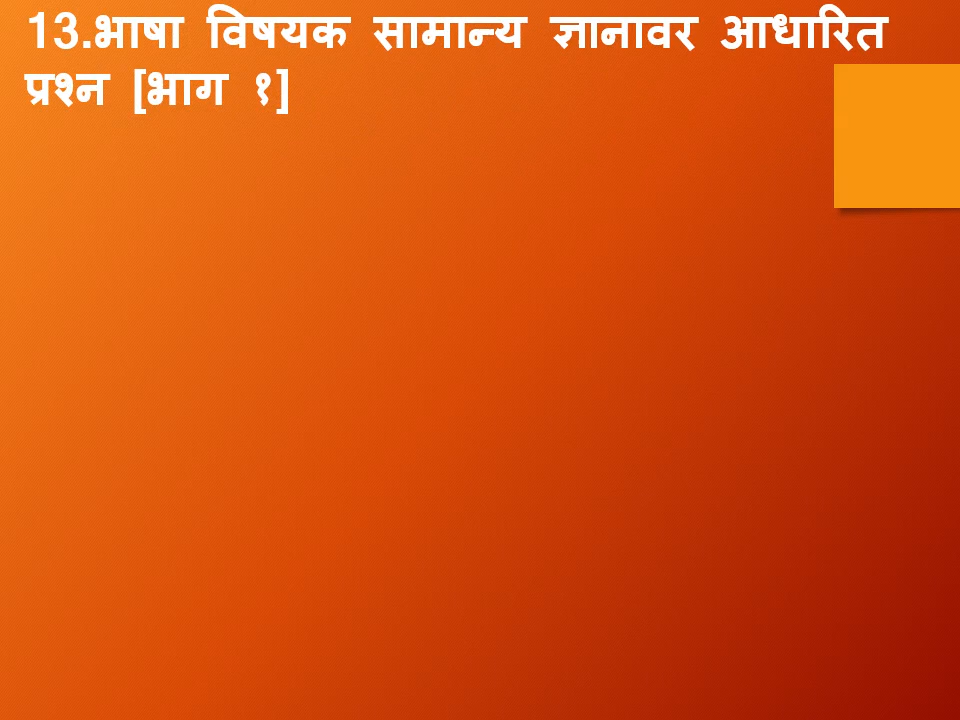 13.भाषा विषयक सामान्य ज्ञानावर आधारित
प्रश्न [भाग १]